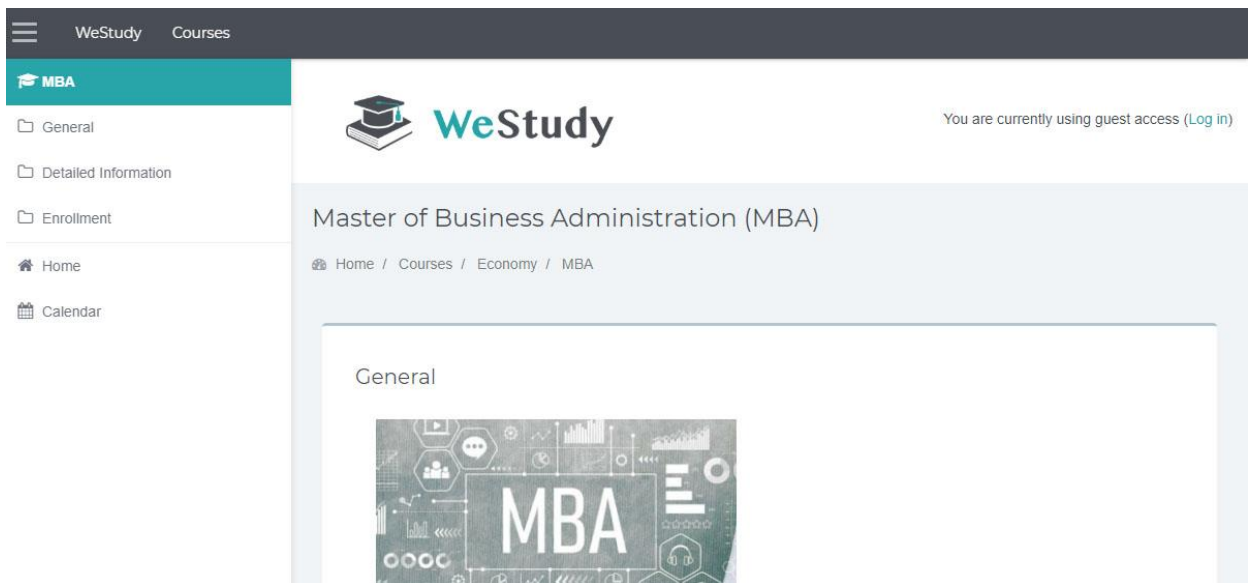 WeStudy Courses
MBA
General
Detailed Information
Enrollment
Home
Calendar
WeStudy
You are currently using guest access (Log in)
Master of Business Administration (MBA)
Home / Courses / Economy / MBA
General
MBA